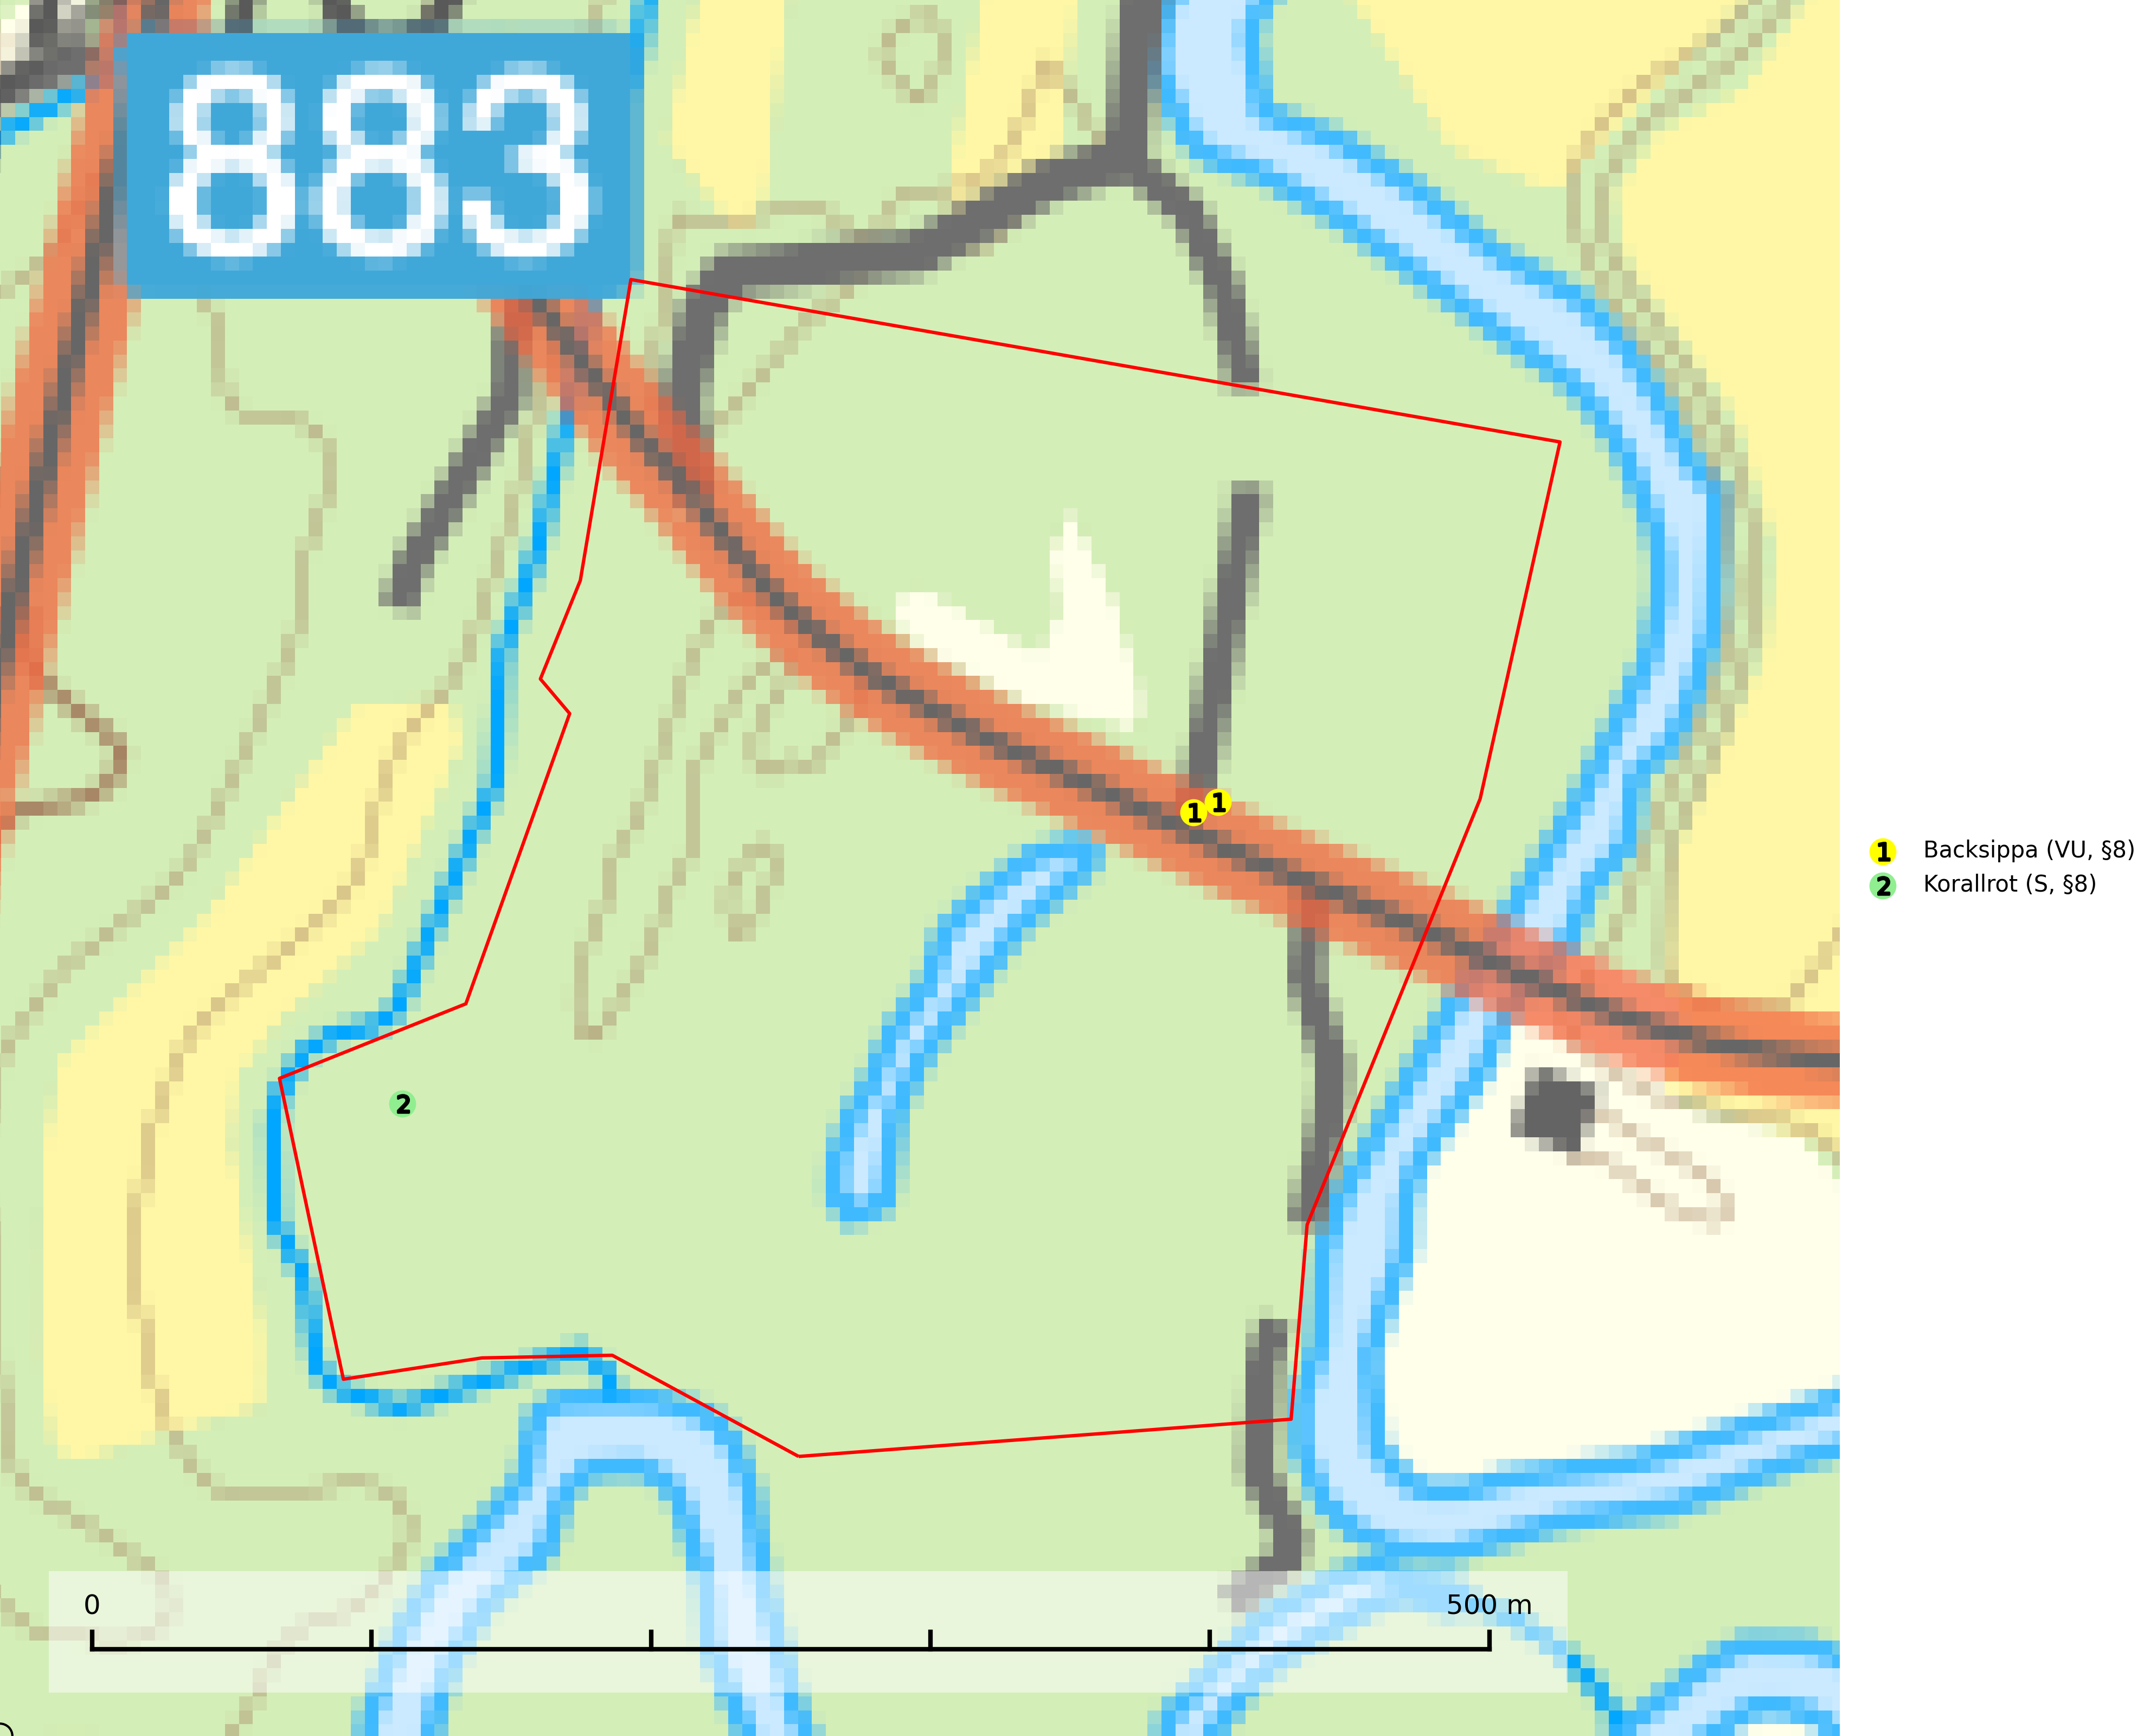 883
1
1
1 Backsippa (VU, §8)
2 Korallrot (S, §8)
2
0 500 m